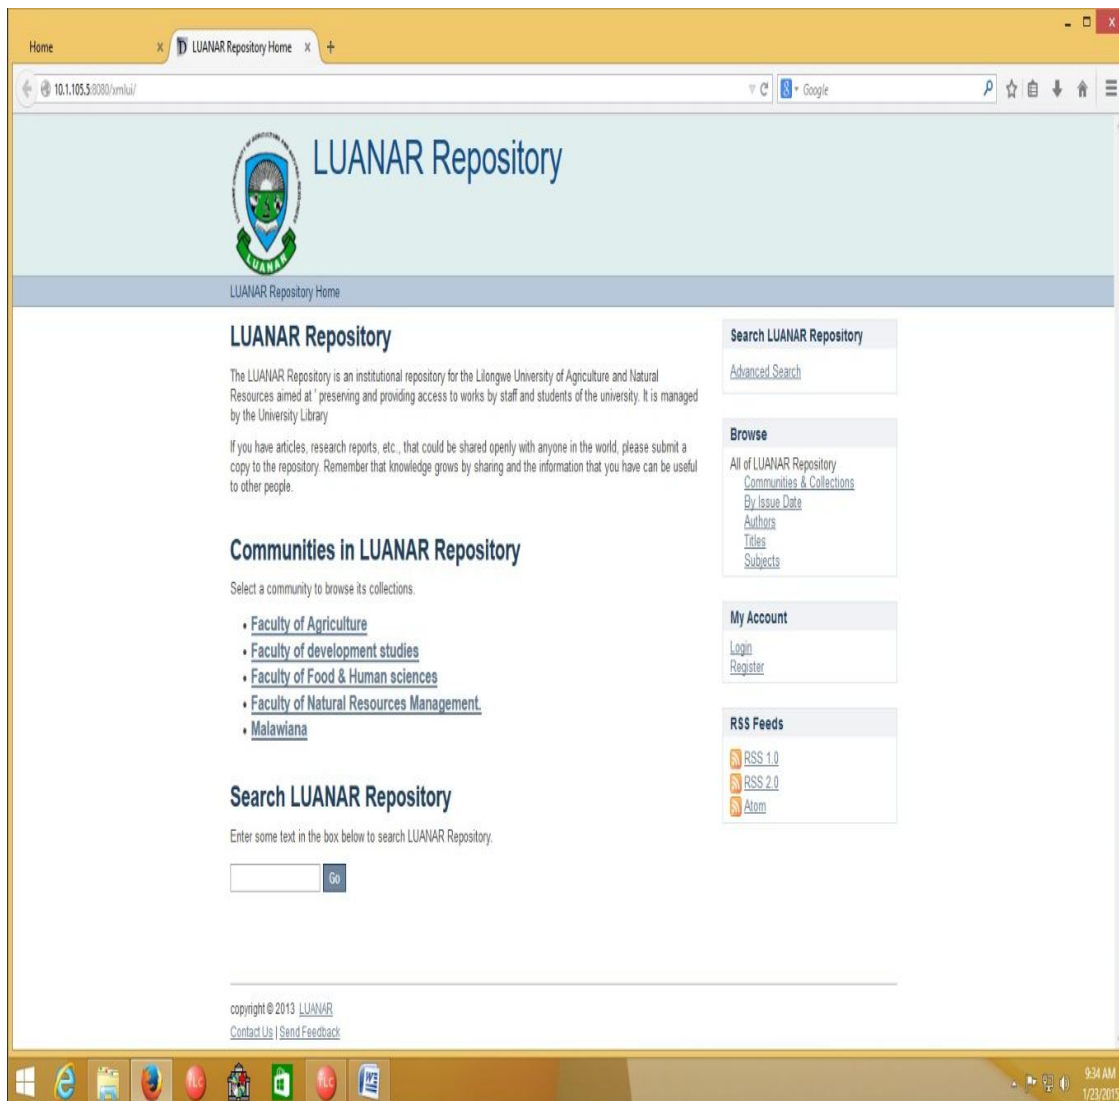 Home
LUANAR Repository Home
10.1.105.5:8080/xmlui/
Google
LUANAR Repository
LUANAR
LUANAR Repository Home
LUANAR Repository
The LUANAR Repository is an institutional repository for the Lilongwe University of Agriculture and Natural
Resources aimed at ' preserving and providing access to works by staff and students of the university. It is managed
by the University Library
If you have articles, research reports, etc., that could be shared openly with anyone in the world, please submit a
copy to the repository. Remember that knowledge grows by sharing and the information that you have can be useful
to other people.
Communities in LUANAR Repository
Select a community to browse its collections.
• Faculty of Agriculture
• Faculty of development studies
• Faculty of Food & Human sciences
• Faculty of Natural Resources Management.
• Malawiana
Search LUANAR Repository
Enter some text in the box below to search LUANAR Repository.
Go
Search LUANAR Repository
Advanced Search
Browse
All of LUANAR Repository
Communities & Collections
By Issue Date
Authors
Titles
Subjects
My Account
Login
Register
RSS Feeds
RSS 1.0
RSS 2.0
Atom
copyright © 2013 LUANAR
Contact Us | Send Feedback
9:34 AM
1/23/2015